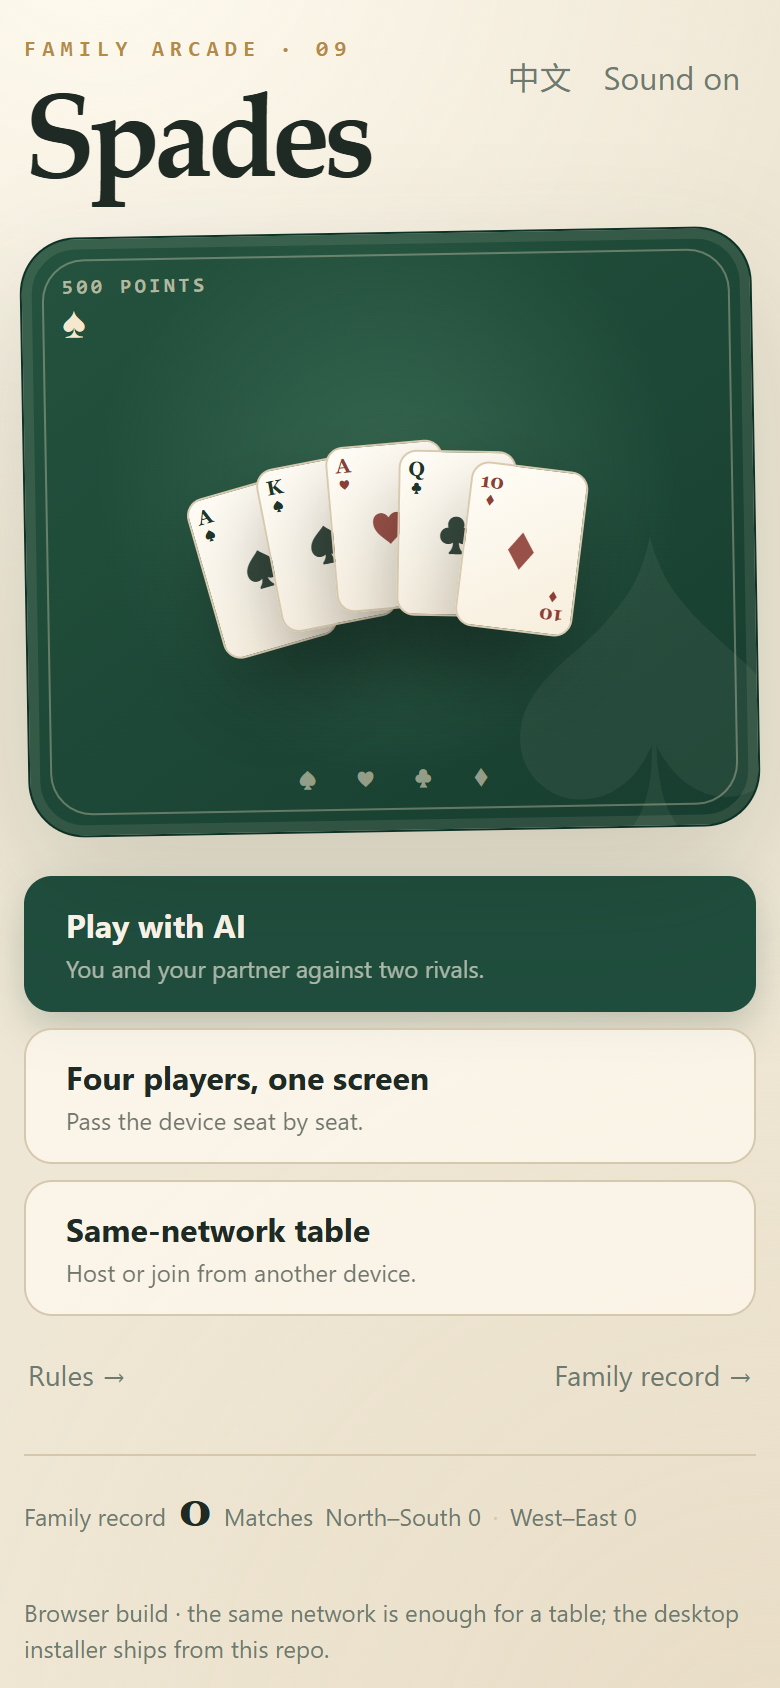 FAMILY ARCADE · 09
中文 Sound on
Spades
500 POINTS
A
K
A
Q
10
10
Play with AI
You and your partner against two rivals.
Four players, one screen
Pass the device seat by seat.
Same-network table
Host or join from another device.
Rules →
Family record →
Family record 0 Matches North–South 0 · West–East 0
Browser build · the same network is enough for a table; the desktop
installer ships from this repo.